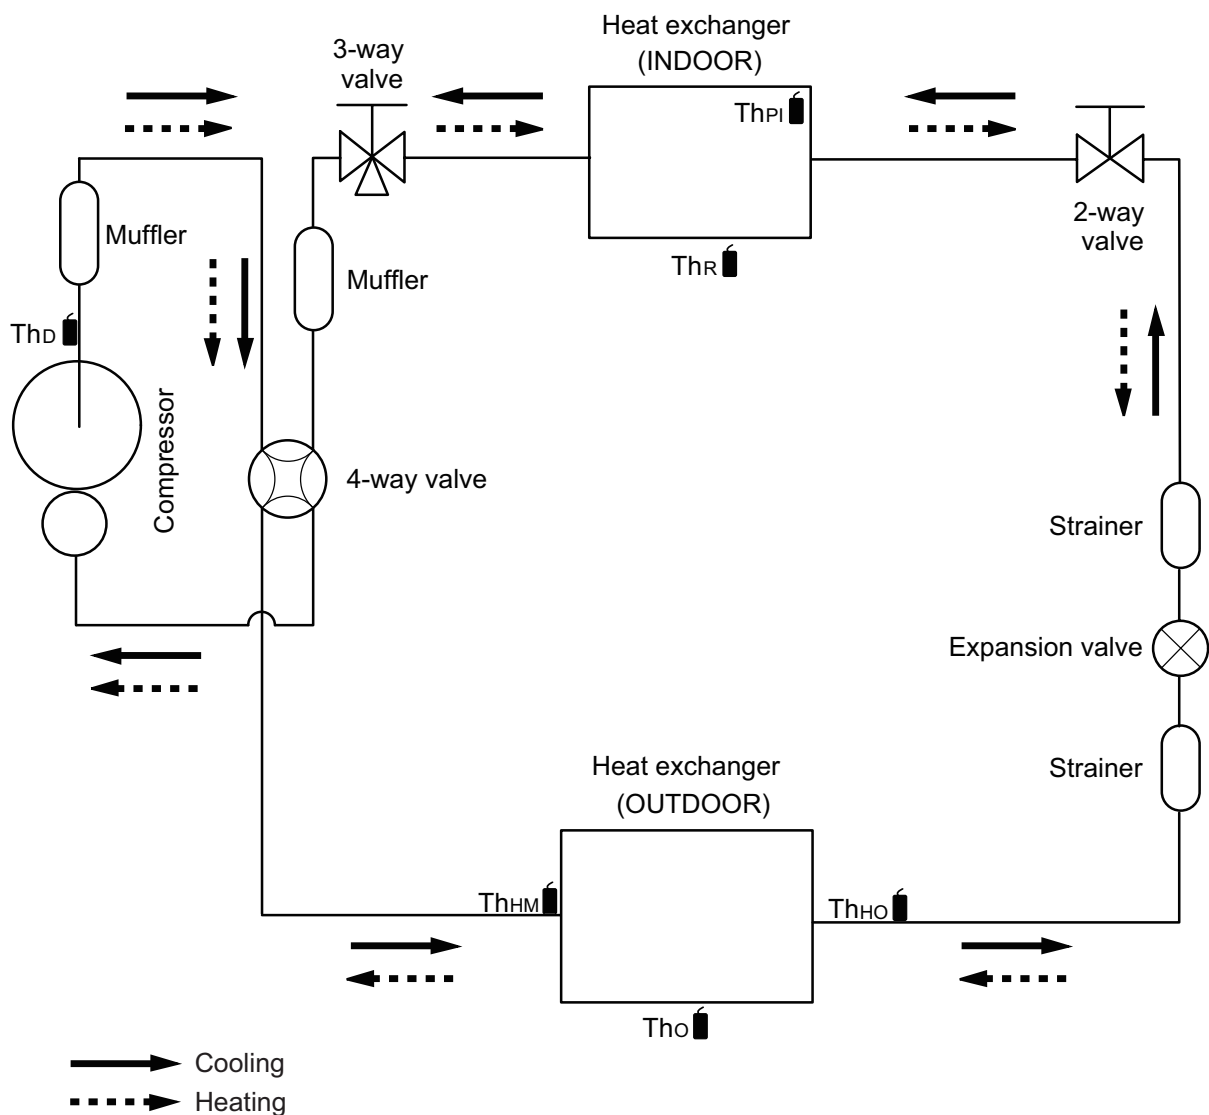 Heat exchanger
(INDOOR)
3-way
valve
ThPI
2-way
valve
Muffler
ThR
Muffler
ThD
Compressor
4-way valve
Strainer
Expansion valve
Strainer
Heat exchanger
(OUTDOOR)
ThHM
ThHO
ThO
Cooling
Heating